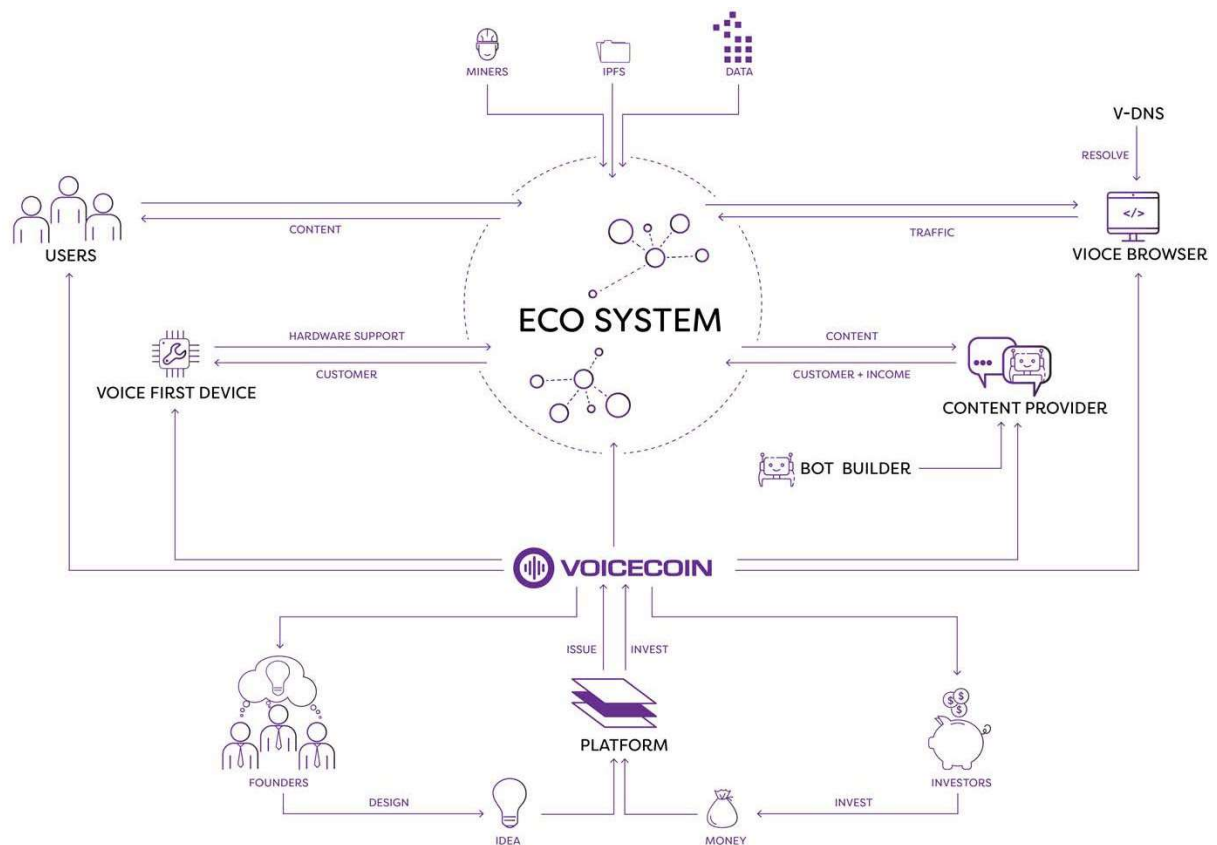 MINERS
IPFS
DATA
V-DNS
RESOLVE
</>
CONTENT
TRAFFIC
USERS
VIOCE BROWSER
ECO SYSTEM
HARDWARE SUPPORT
CONTENT
CUSTOMER
CUSTOMER + INCOME
VOICE FIRST DEVICE
CONTENT PROVIDER
BOT BUILDER
VOICECOIN
ISSUE
INVEST
$ $
$
PLATFORM
FOUNDERS
INVESTORS
DESIGN
INVEST
IDEA
MONEY